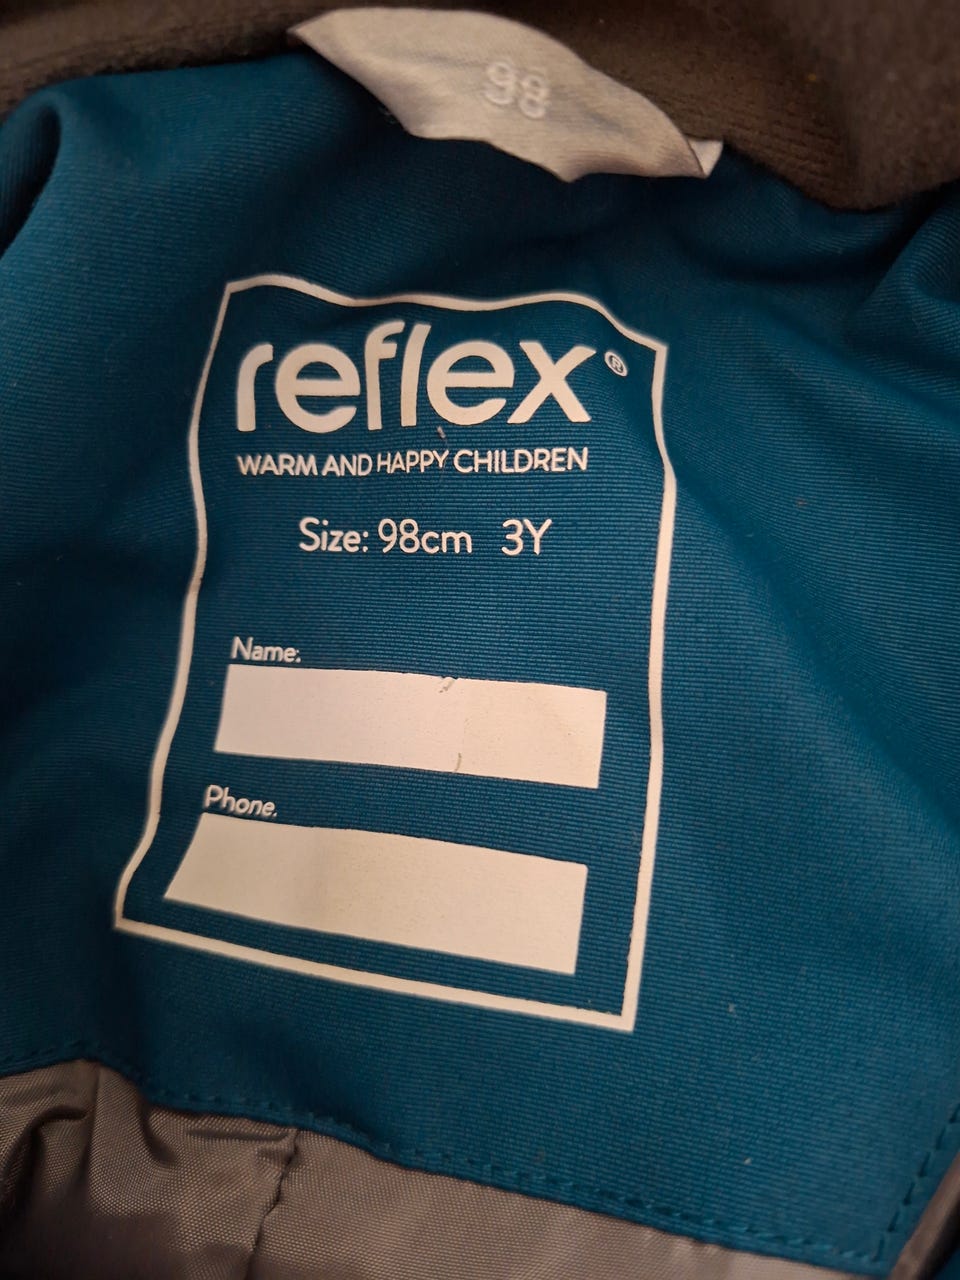 98
reflex®
WARM AND HAPPY CHILDREN
Size: 98cm 3Y
Name:
Phone: